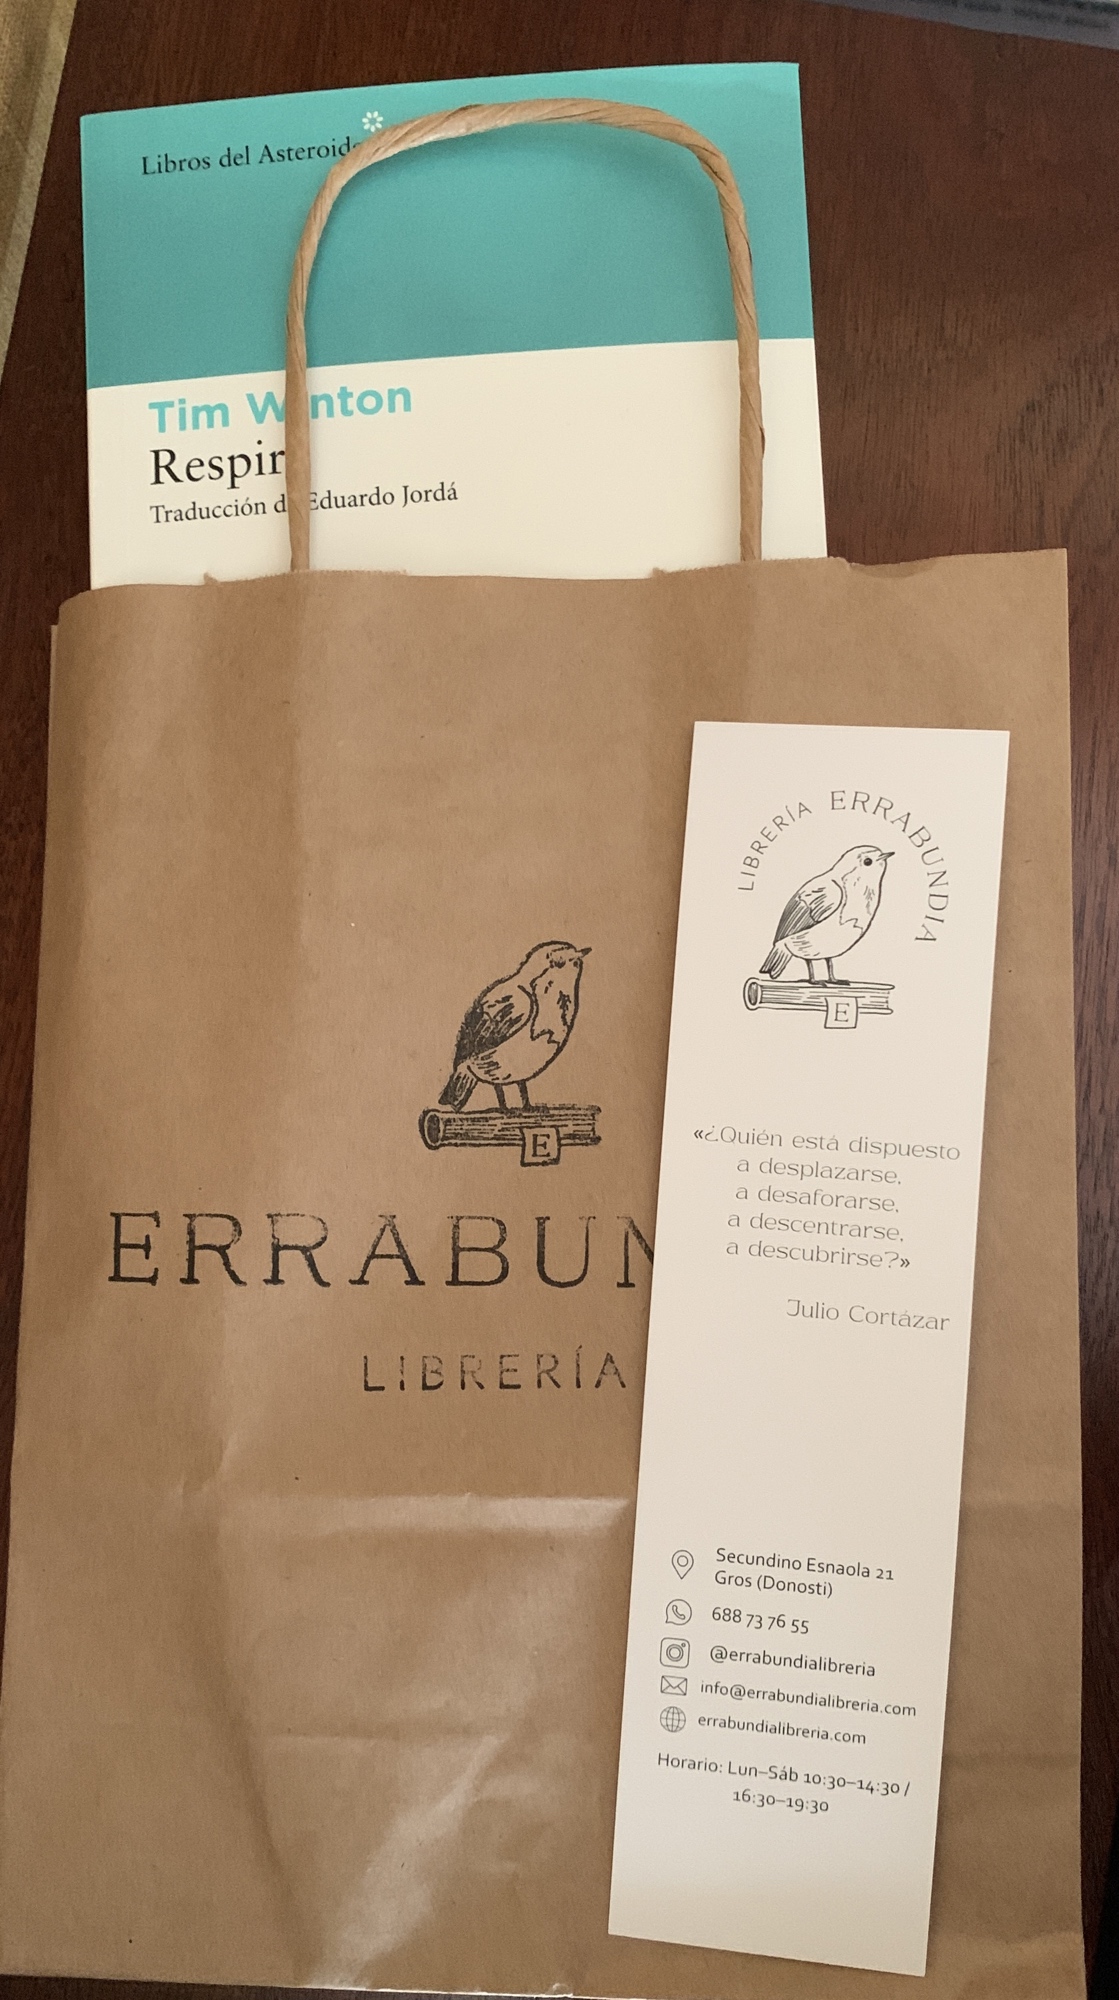 Libros del Asteroide
Tim Winton
Respir
Traducción de Eduardo Jordá
E
ERRABUN
LIBRERÍA
LIBRERÍA ERRABUNDIA
E
«¿Quién está dispuesto
a desplazarse,
a desaforarse,
a descentrarse,
a descubrirse?»
Julio Cortázar
Secundino Esnaola 21
Gros (Donosti)
688 73 76 55
@errabundialibreria
info@errabundialibreria.com
errabundialibreria.com
Horario: Lun–Sáb 10:30–14:30 /
16:30–19:30